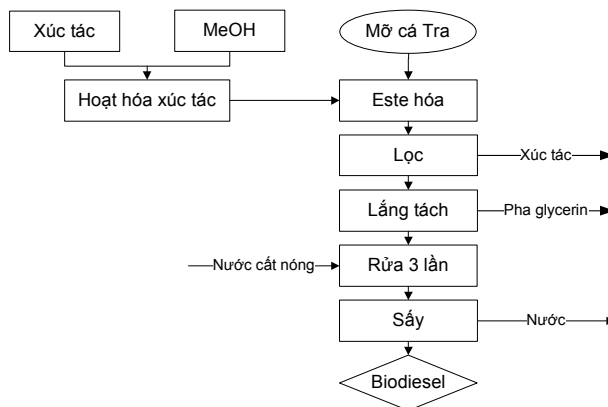 Xúc tác
MeOH
Mỡ cá Tra
Hoạt hóa xúc tác
Este hóa
Lọc
Xúc tác
Lắng tách
Pha glycerin
Nước cất nóng
Rửa 3 lần
Sấy
Nước
Biodiesel